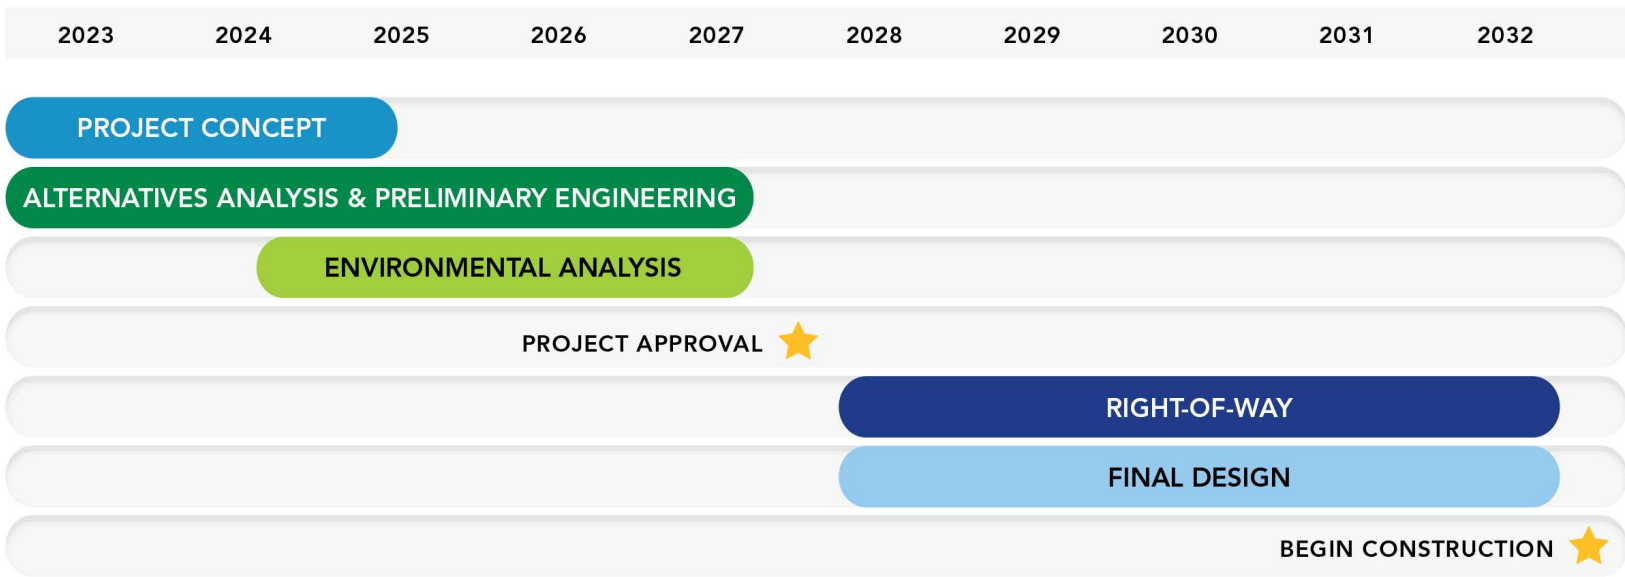 2023 2024 2025 2026 2027 2028 2029 2030 2031 2032
PROJECT CONCEPT
ALTERNATIVES ANALYSIS & PRELIMINARY ENGINEERING
ENVIRONMENTAL ANALYSIS
PROJECT APPROVAL
RIGHT-OF-WAY
FINAL DESIGN
BEGIN CONSTRUCTION